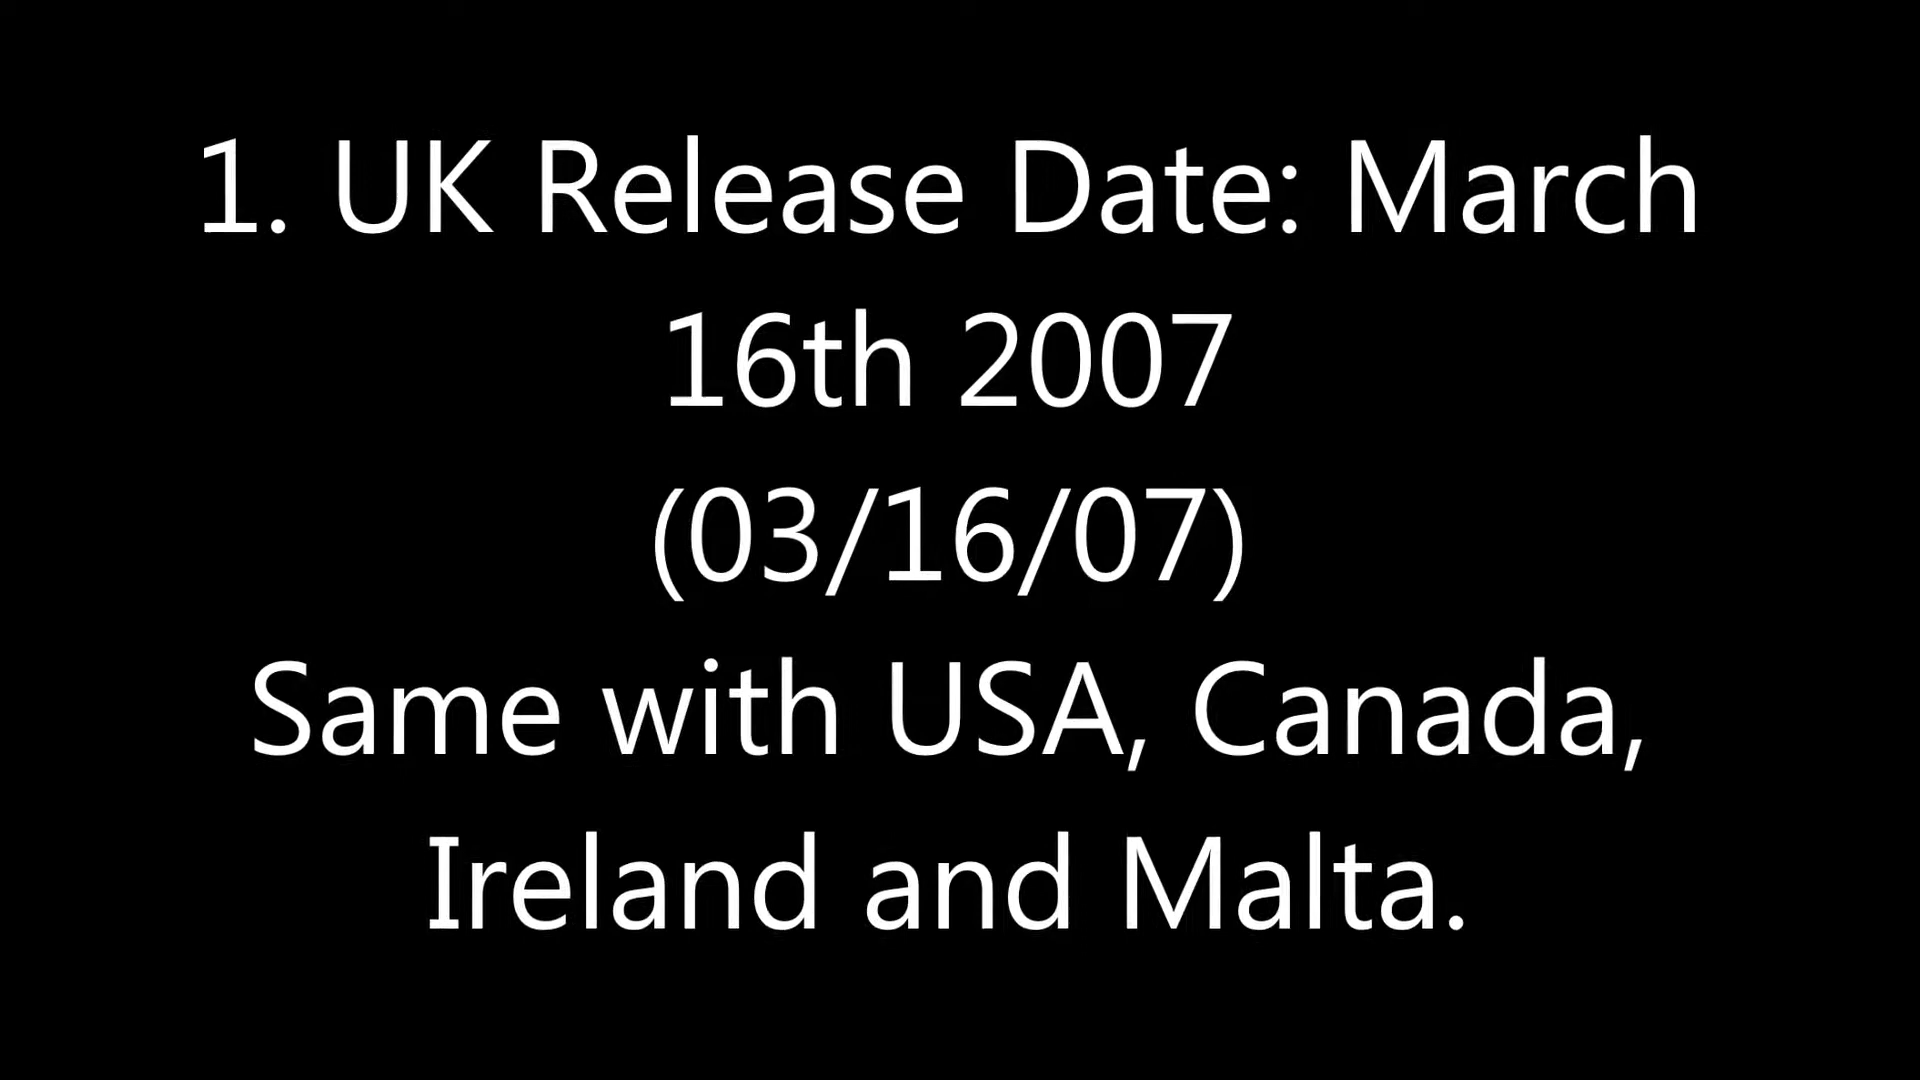 1. UK Release Date: March
16th 2007
(03/16/07)
Same with USA, Canada,
Ireland and Malta.